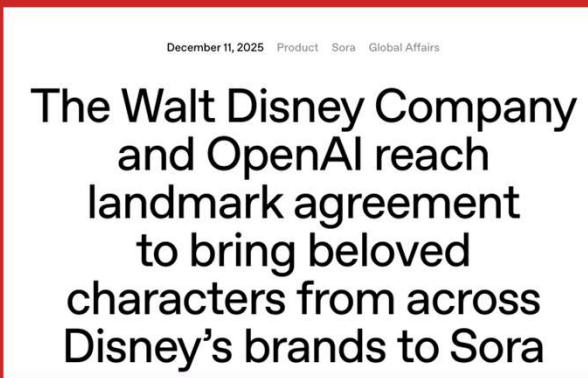 December 11, 2025 Product Sora Global Affairs
The Walt Disney Company
and OpenAI reach
landmark agreement
to bring beloved
characters from across
Disney’s brands to Sora